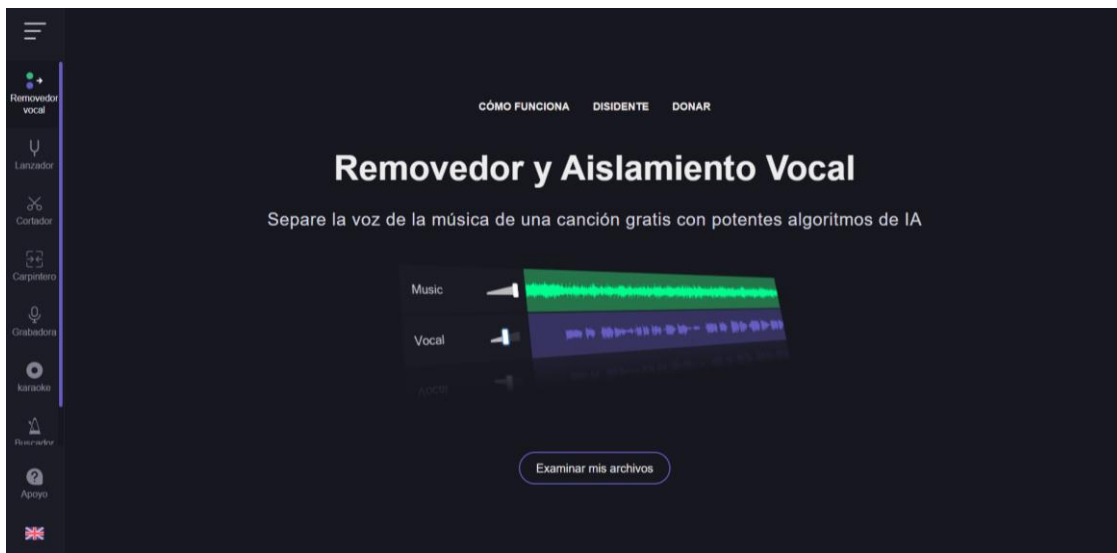 Removedor
vocal
Lanzador
Cortador
Carpintero
Grabadora
karaoke
Buscador
Apoyo
CÓMO FUNCIONA DISIDENTE DONAR
Removedor y Aislamiento Vocal
Separe la voz de la música de una canción gratis con potentes algoritmos de IA
Music
Vocal
Examinar mis archivos